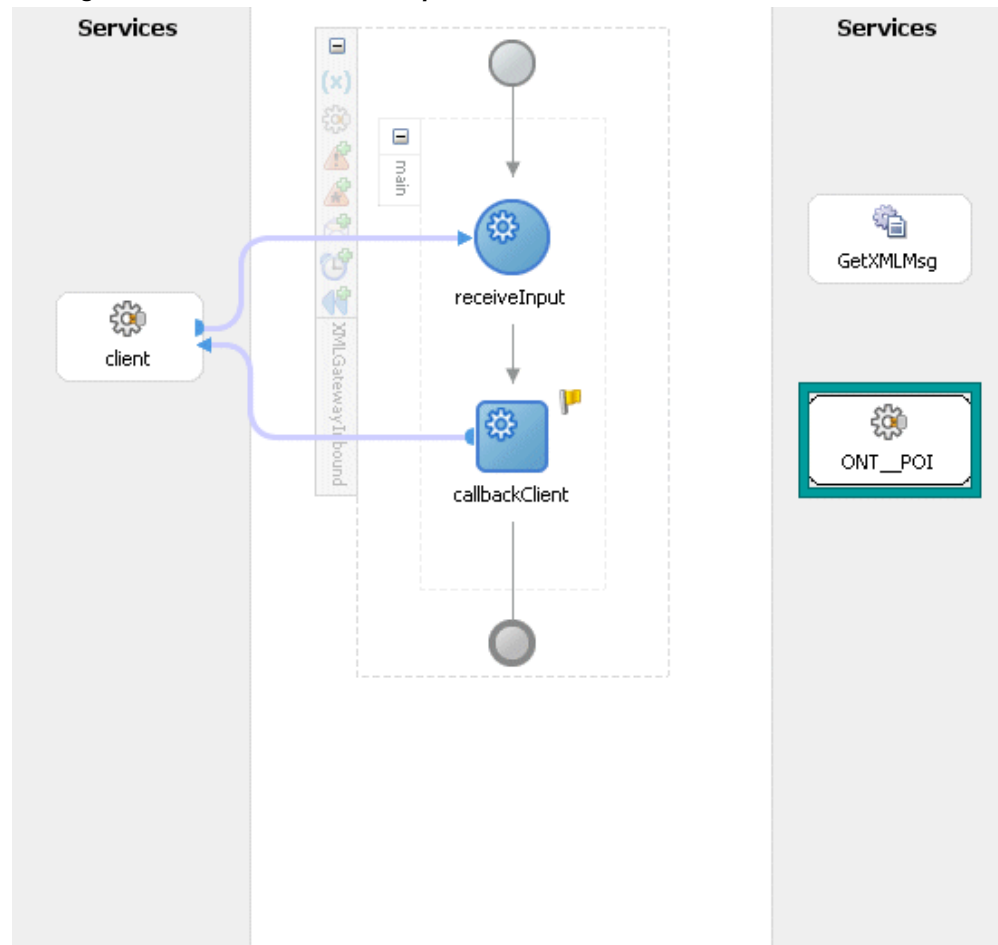 Services
Services
(x)
main
GetXMLMsg
receiveInput
client
XMLGatewayInbound
ONT__POI
callbackClient